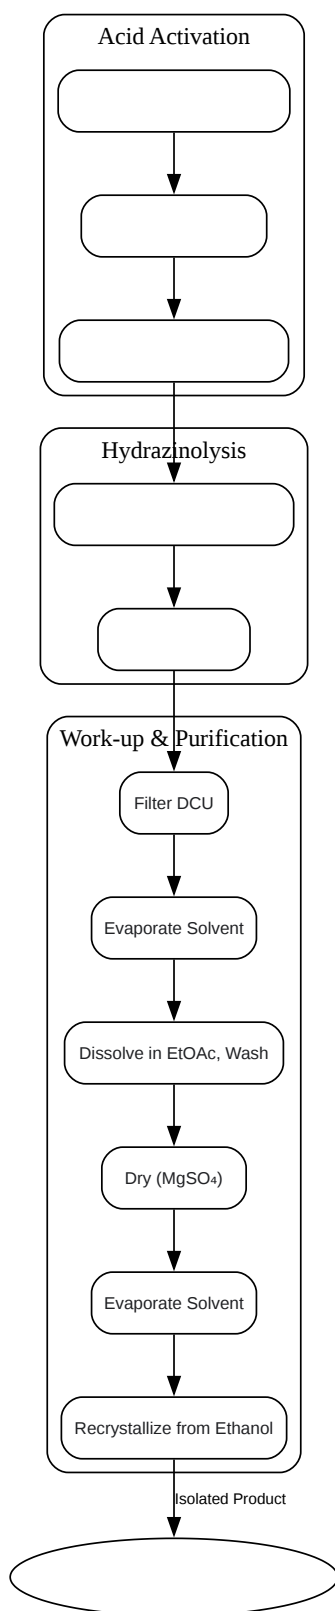 Acid Activation
Hydrazinolysis
Work-up & Purification
Filter DCU
Evaporate Solvent
Dissolve in EtOAc, Wash
Dry (MgSO₄)
Evaporate Solvent
Recrystallize from Ethanol
Isolated Product